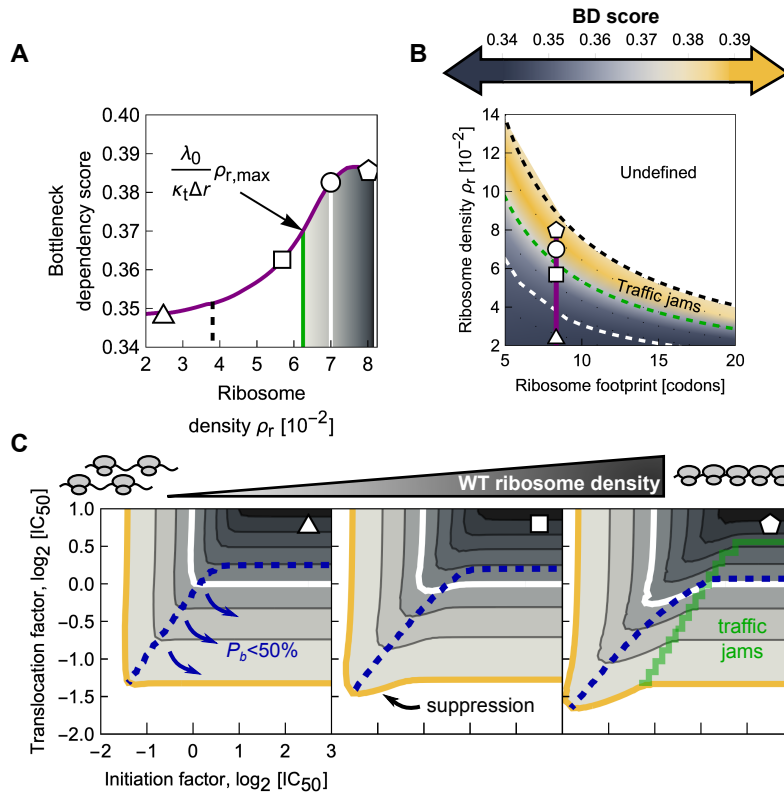 BD score
0.34 0.35 0.36 0.37 0.38 0.39
A
B
0.40
0.39
0.38
0.37
0.36
0.35
0.34
Bottleneck
dependency score
λ0
κtΔr
ρr,max
2 3 4 5 6 7 8
Ribosome
density ρr [10−2]
14
12
10
8
6
4
2
Ribosome density ρr [10−2]
Undefined
Traffic jams
5 10 15 20
Ribosome footprint [codons]
C
WT ribosome density
1.0
0.5
0.0
−0.5
−1.0
−1.5
−2.0
Translocation factor, log2 [IC50]
Pb<50%
suppression
traffic
jams
−2 −1 0 1 2 3
Initiation factor, log2 [IC50]